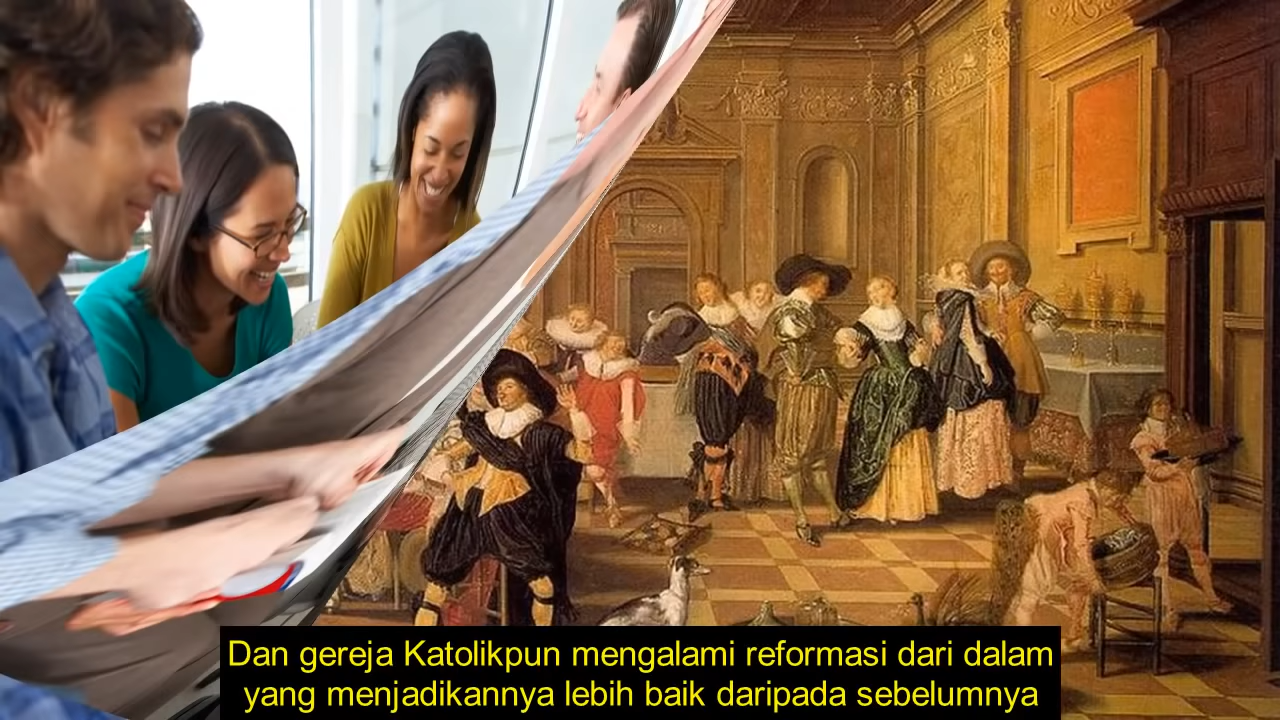 Dan gereja Katolikpun mengalami reformasi dari dalam
yang menjadikannya lebih baik daripada sebelumnya